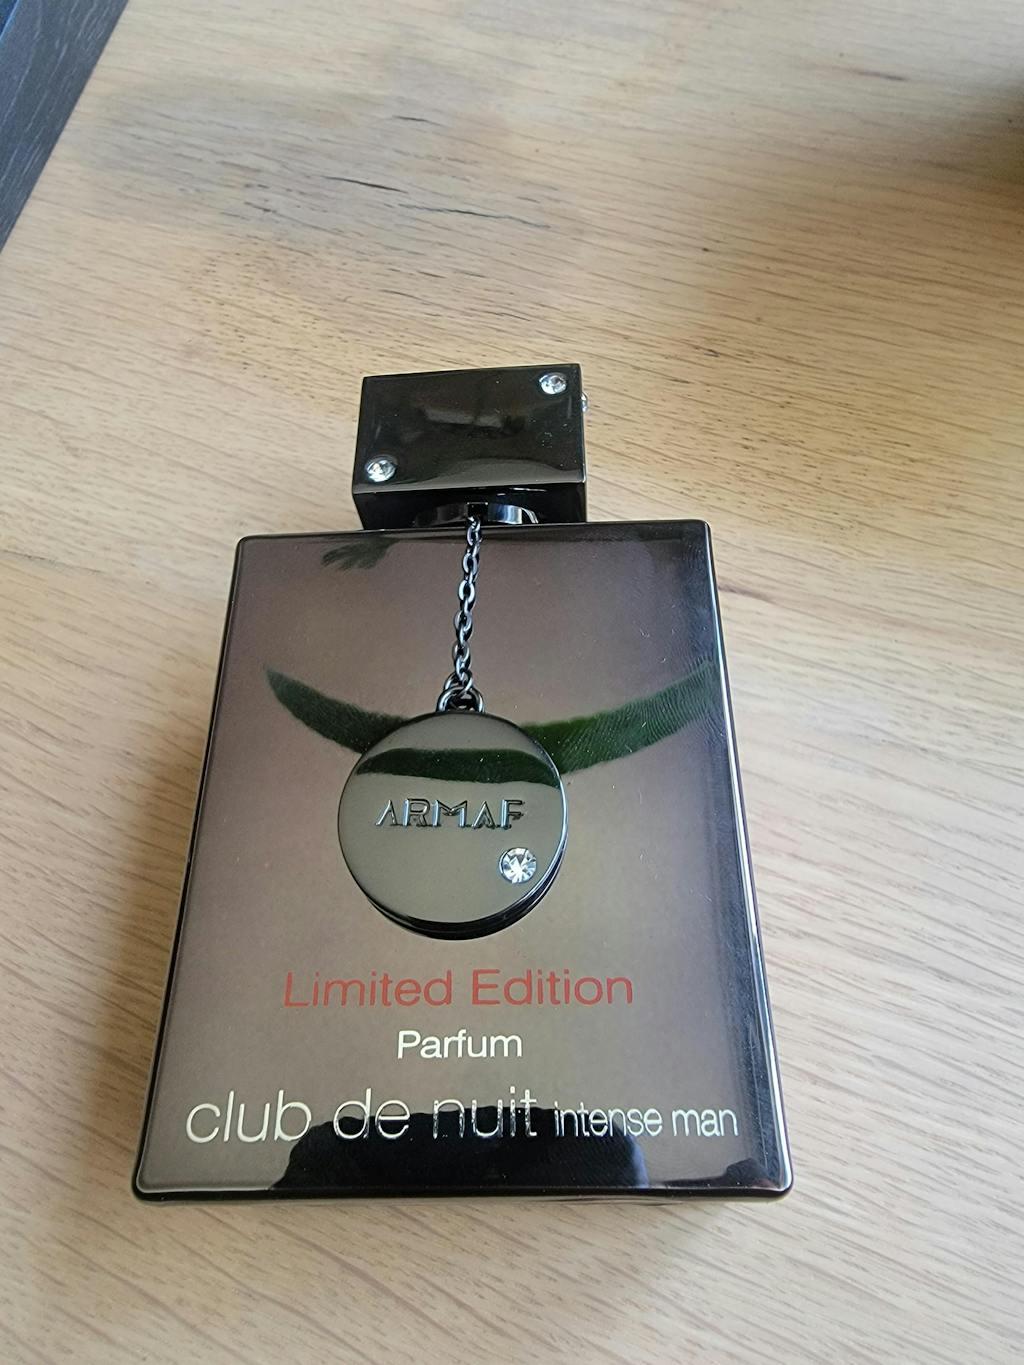 ARMAF
Limited Edition
Parfum
club de nuit intense man